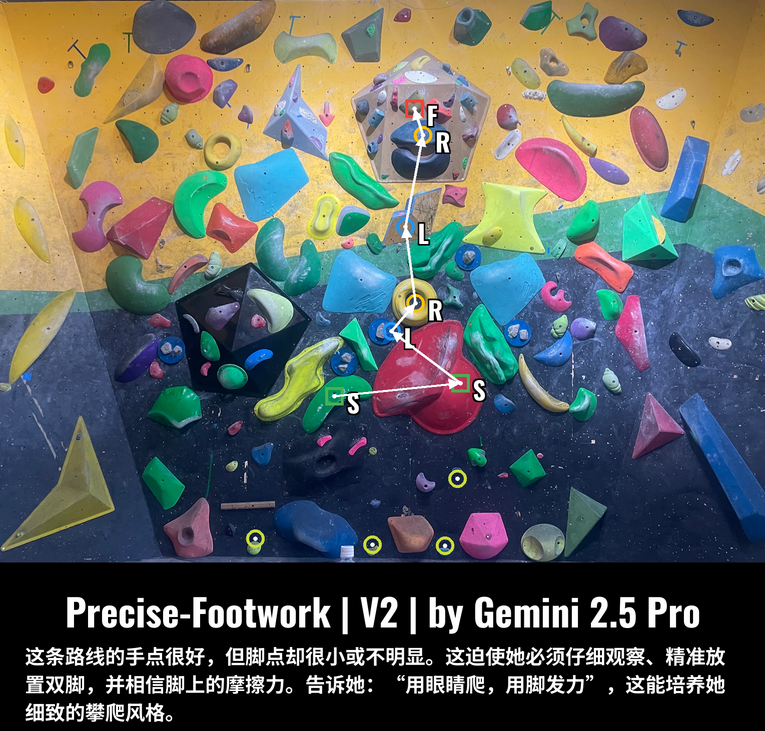 F
R
L
R
L
S
S
Precise-Footwork | V2 | by Gemini 2.5 Pro
这条路线的手点很好，但脚点却很小或不明显。这迫使她必须仔细观察、精准放
置双脚，并相信脚上的摩擦力。告诉她：“用眼睛爬，用脚发力”，这能培养她
细致的攀爬风格。